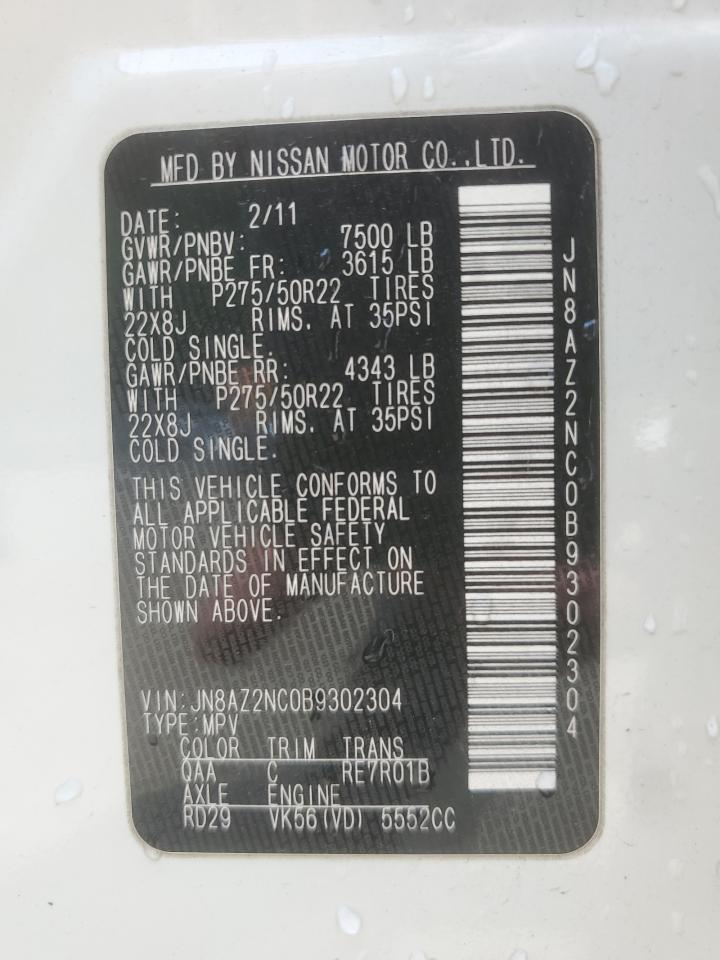 MFD BY NISSAN MOTOR CO.,LTD.
DATE: 2/11
GVWR/PNBV: 7500 LB
GAWR/PNBE FR: 3615 LB
WITH P275/50R22 TIRES
22X8J RIMS. AT 35PSI
COLD SINGLE.
GAWR/PNBE RR: 4343 LB
WITH P275/50R22 TIRES
22X8J RIMS. AT 35PSI
COLD SINGLE.
THIS VEHICLE CONFORMS TO
ALL APPLICABLE FEDERAL
MOTOR VEHICLE SAFETY
STANDARDS IN EFFECT ON
THE DATE OF MANUFACTURE
SHOWN ABOVE.
VIN:JN8AZ2NC0B9302304
TYPE:MPV
COLOR TRIM TRANS
QAA C RE7R01B
AXLE ENGINE
RD29 VK56(VD) 5552CC
JN8AZ2NC0B9302304